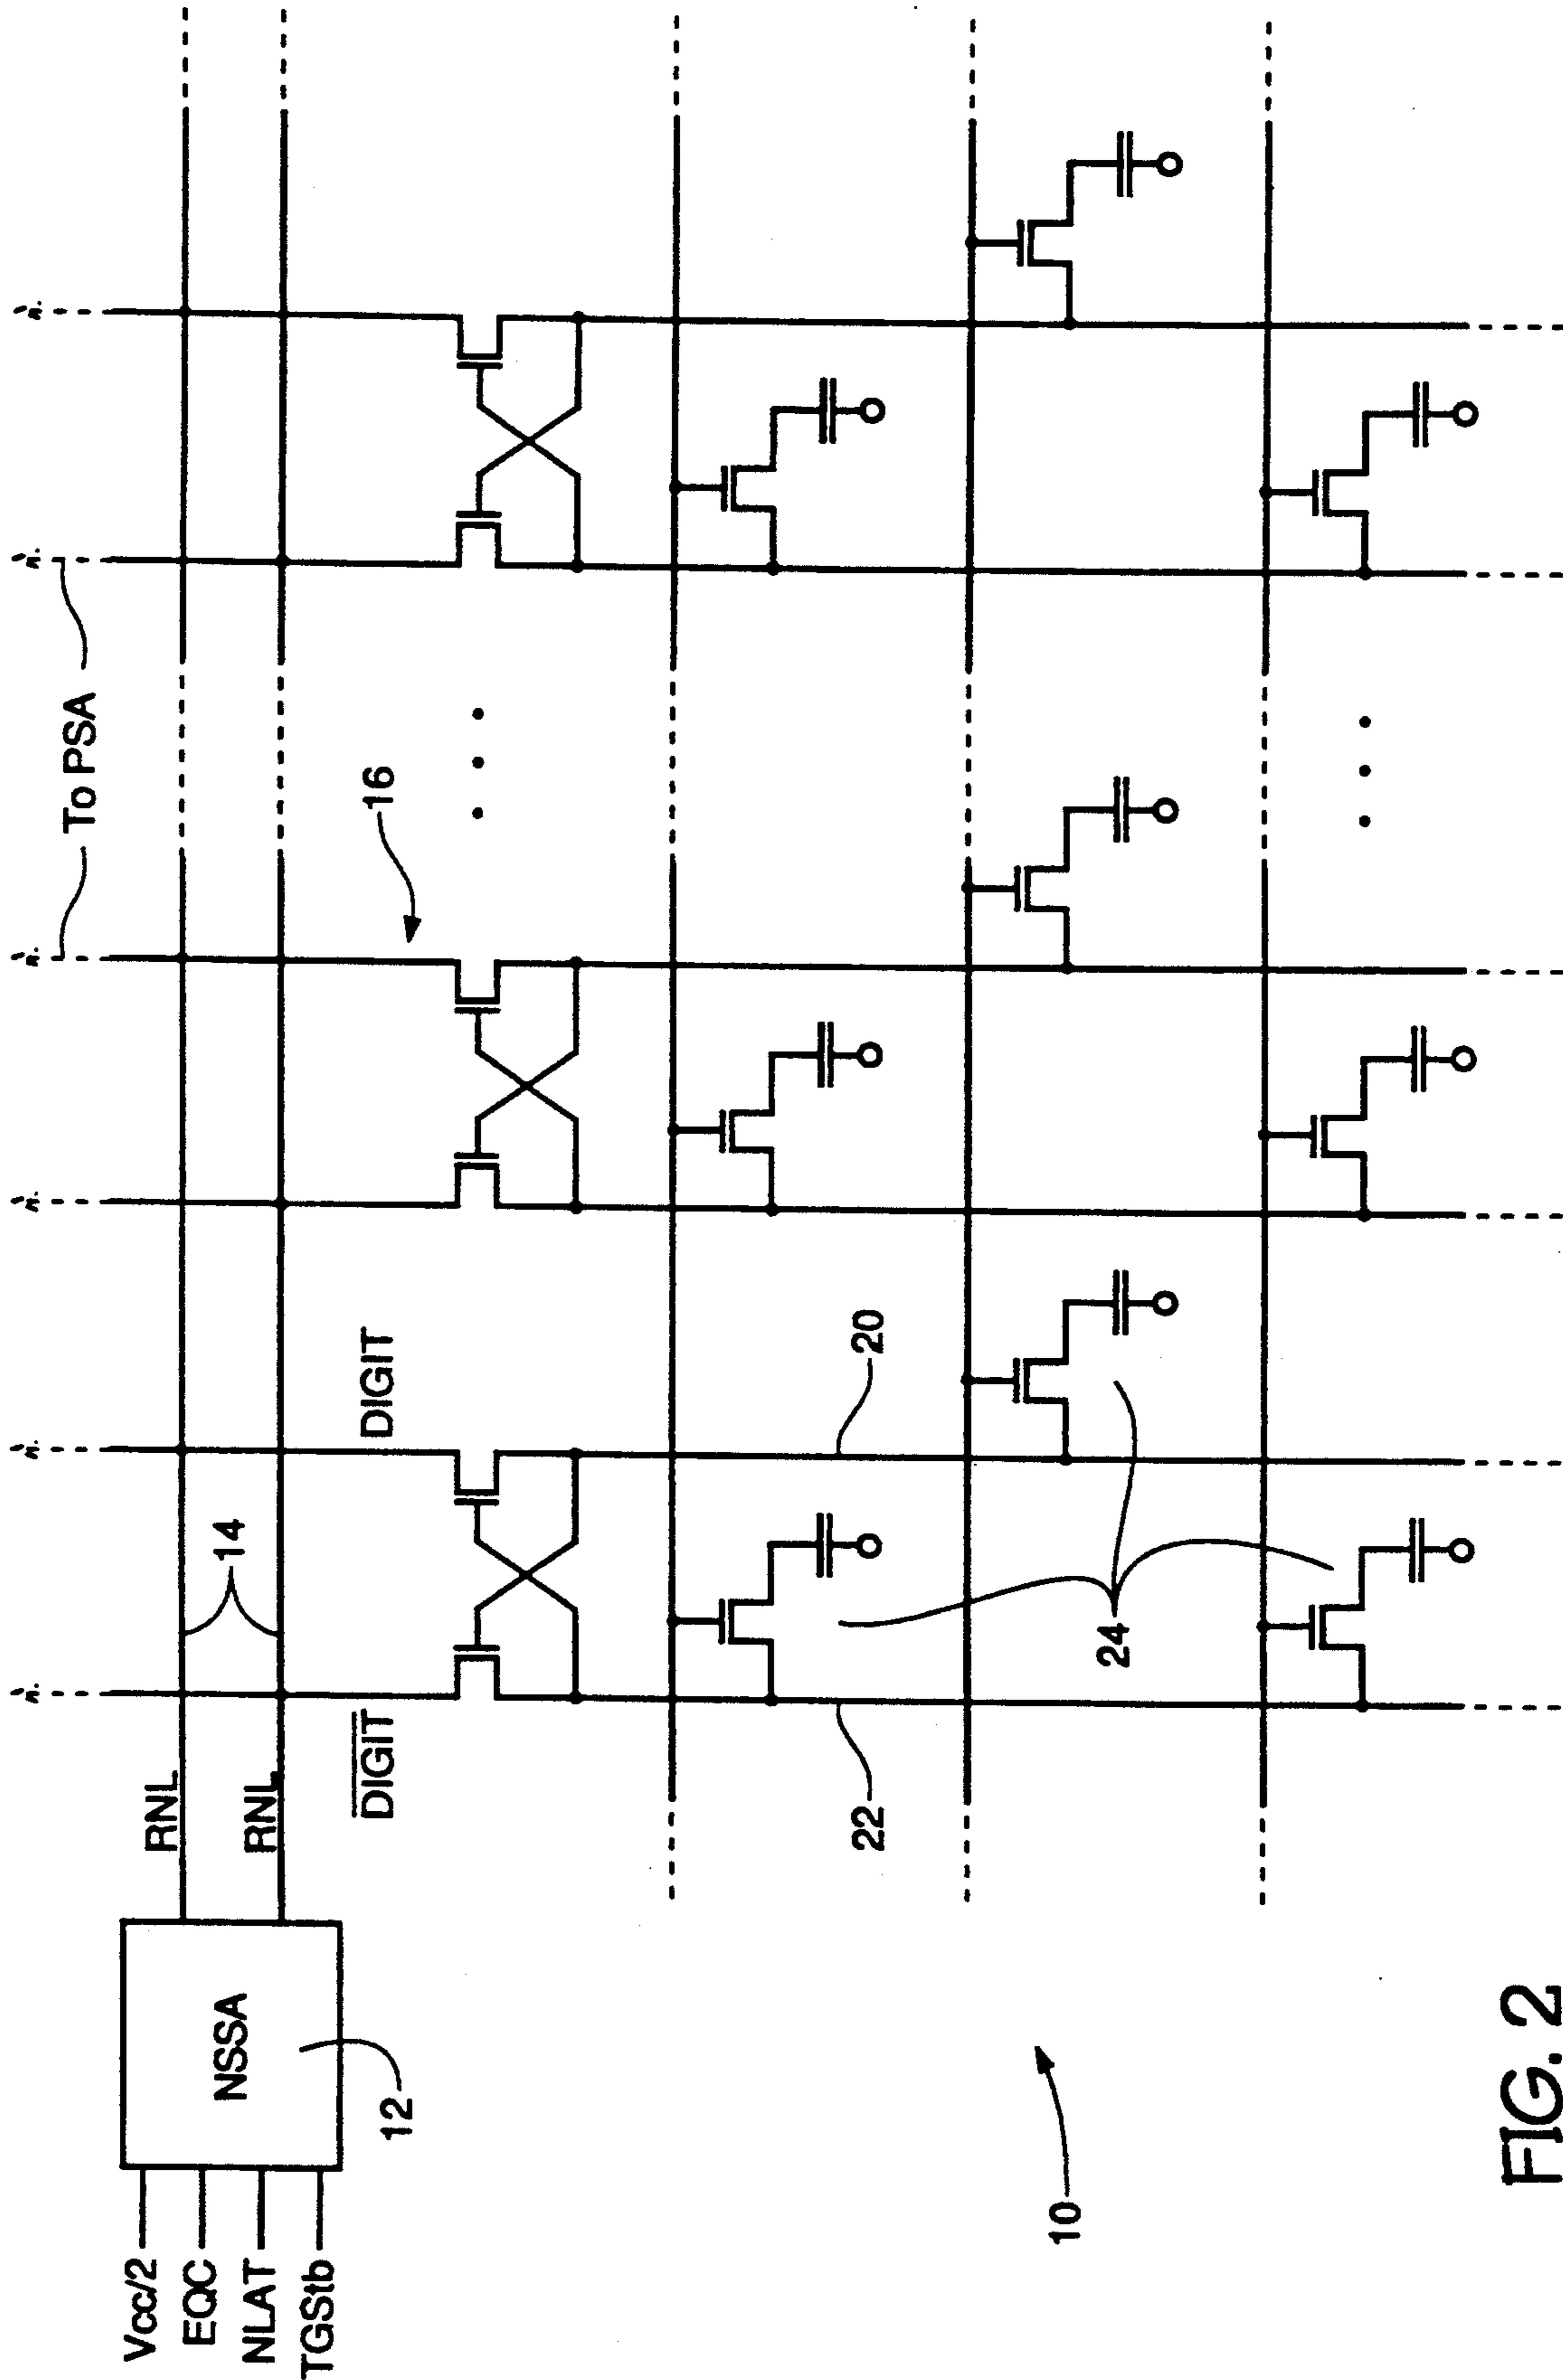 Vcc/2
EQC
NLAT
TGStb
NSSA
12
RNL
RNL
14
To PSA
DIGIT
DIGIT
16
22
20
24
10
FIG. 2